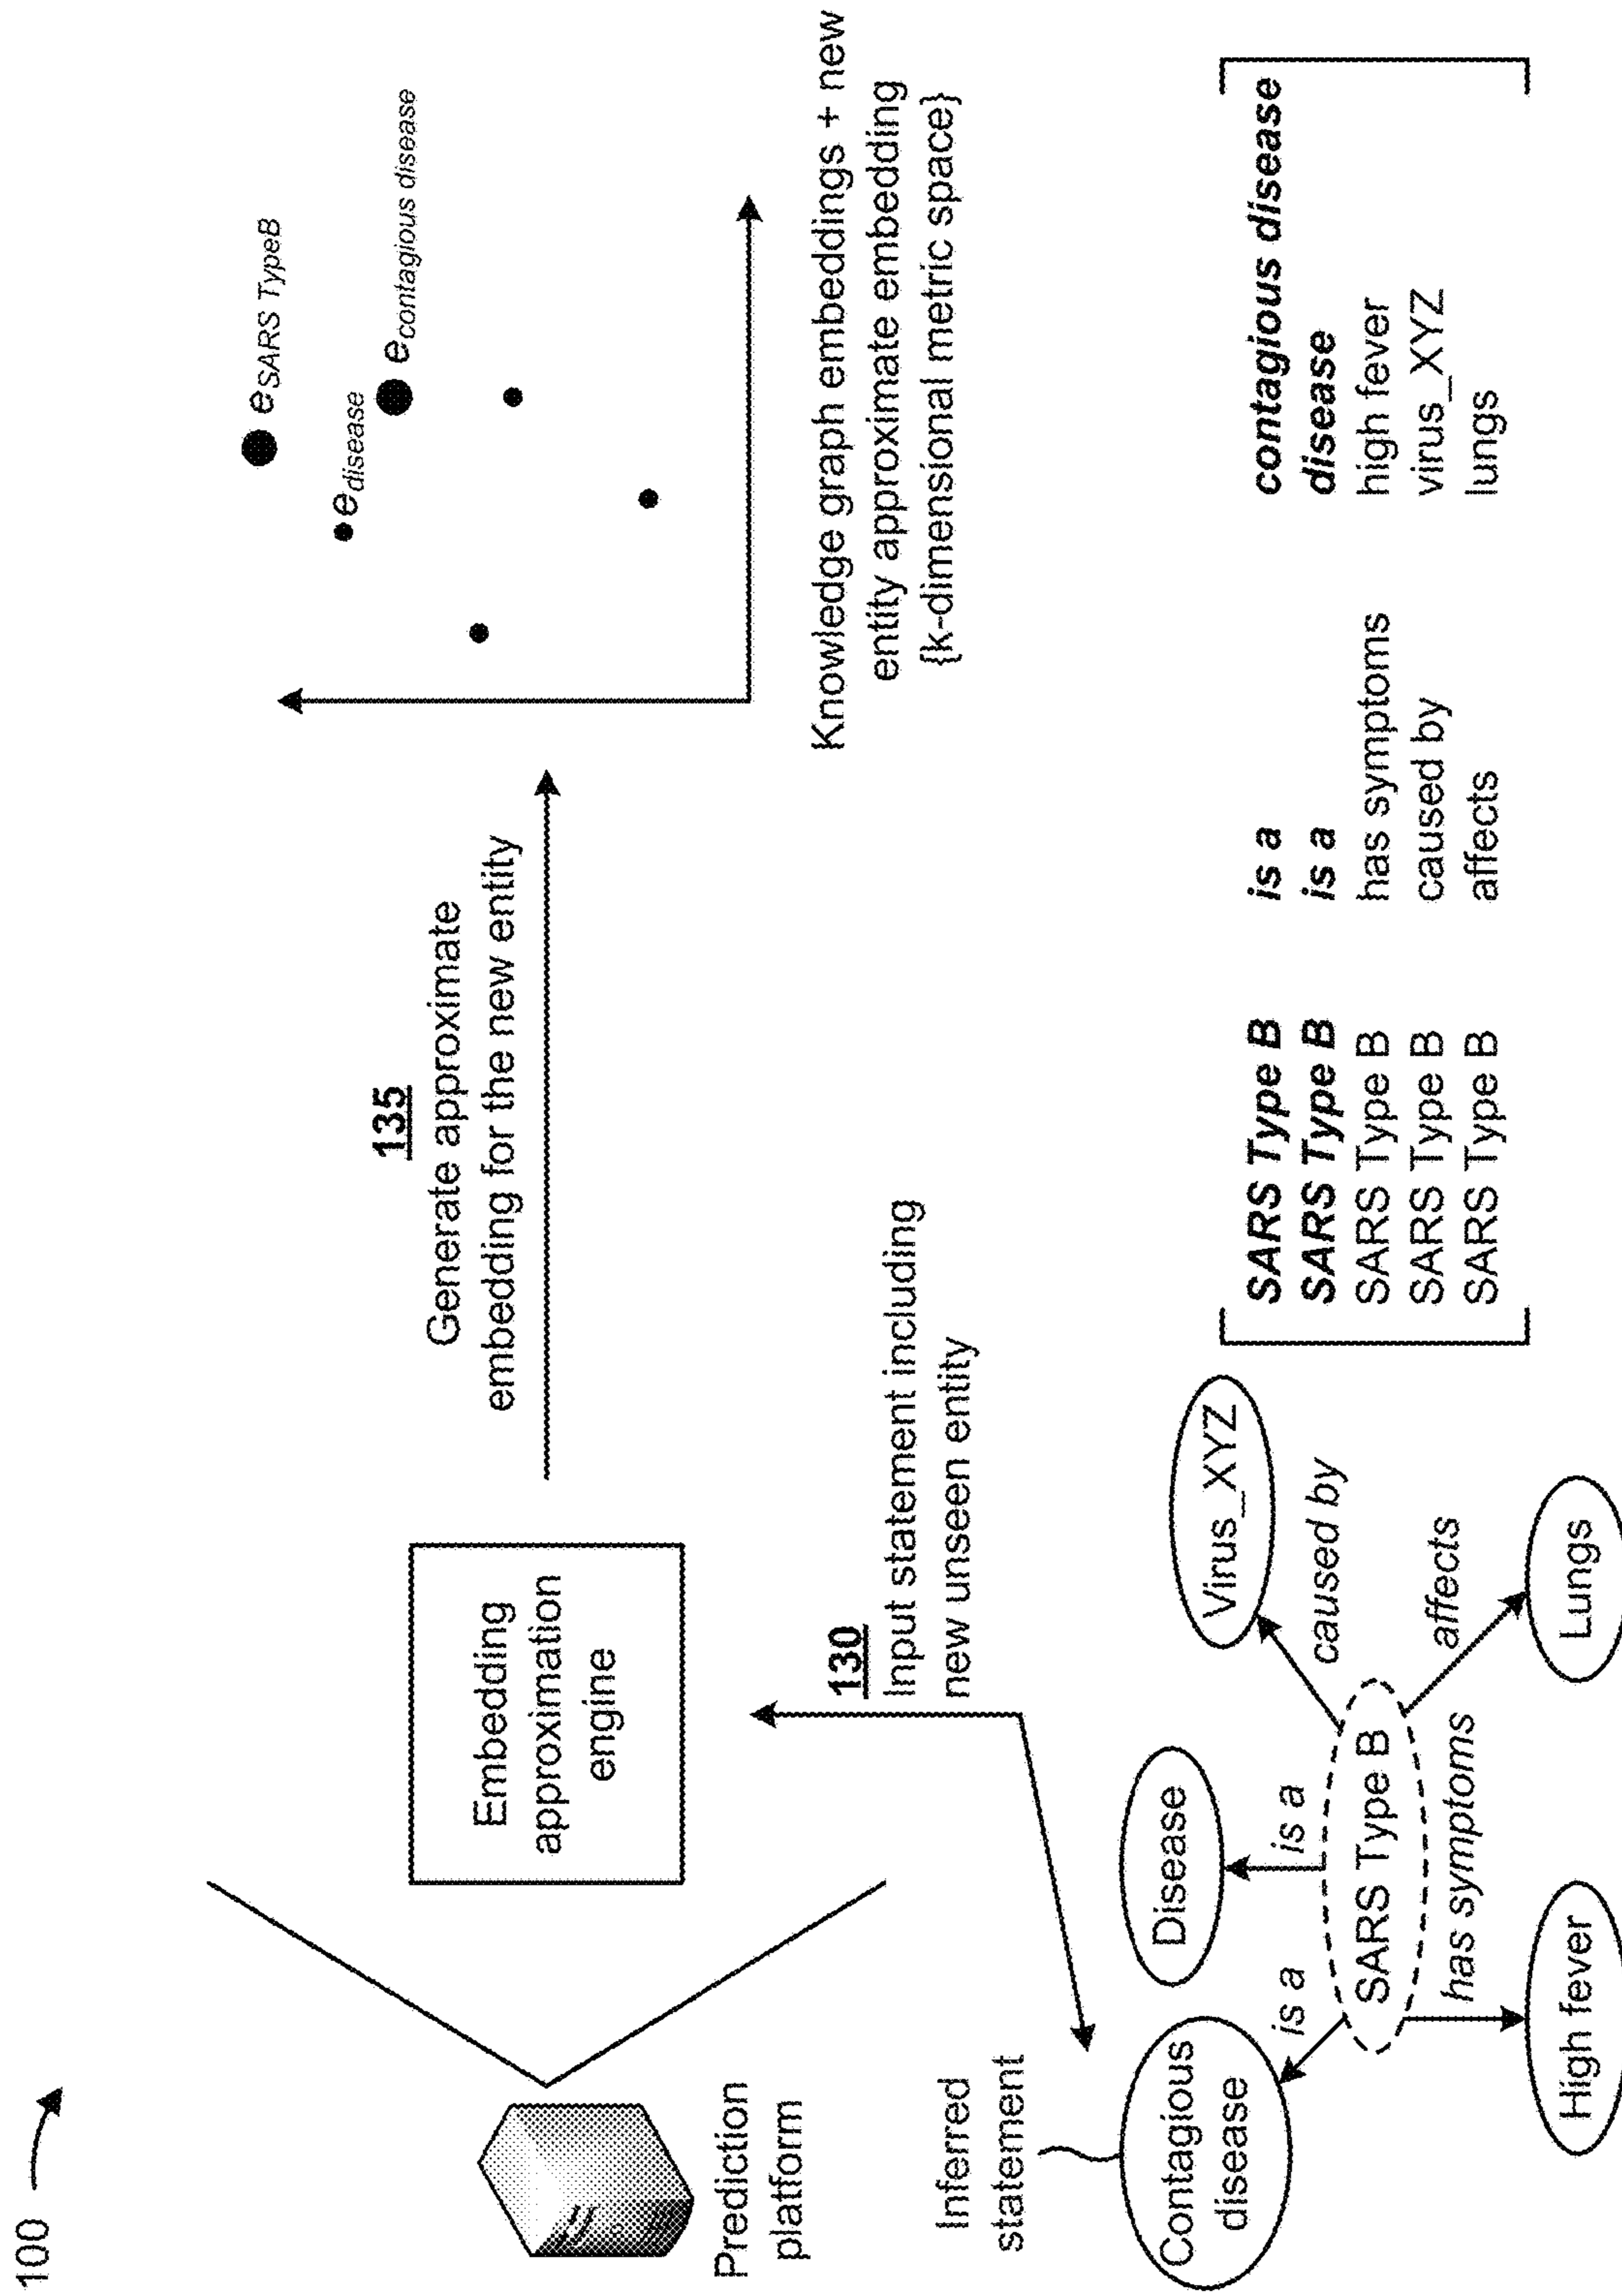 100
Prediction
platform
Embedding
approximation
engine
135
Generate approximate
embedding for the new entity
eSARS TypeB
edisease
econtagious disease
Knowledge graph embeddings + new
entity approximate embedding
{k-dimensional metric space}
130
Input statement including
new unseen entity
Inferred
statement
Contagious
disease
is a
Disease
is a
Virus_XYZ
caused by
SARS Type B
has symptoms
affects
High fever
Lungs
SARS Type B is a contagious disease
SARS Type B is a disease
SARS Type B has symptoms high fever
SARS Type B caused by virus_XYZ
SARS Type B affects lungs